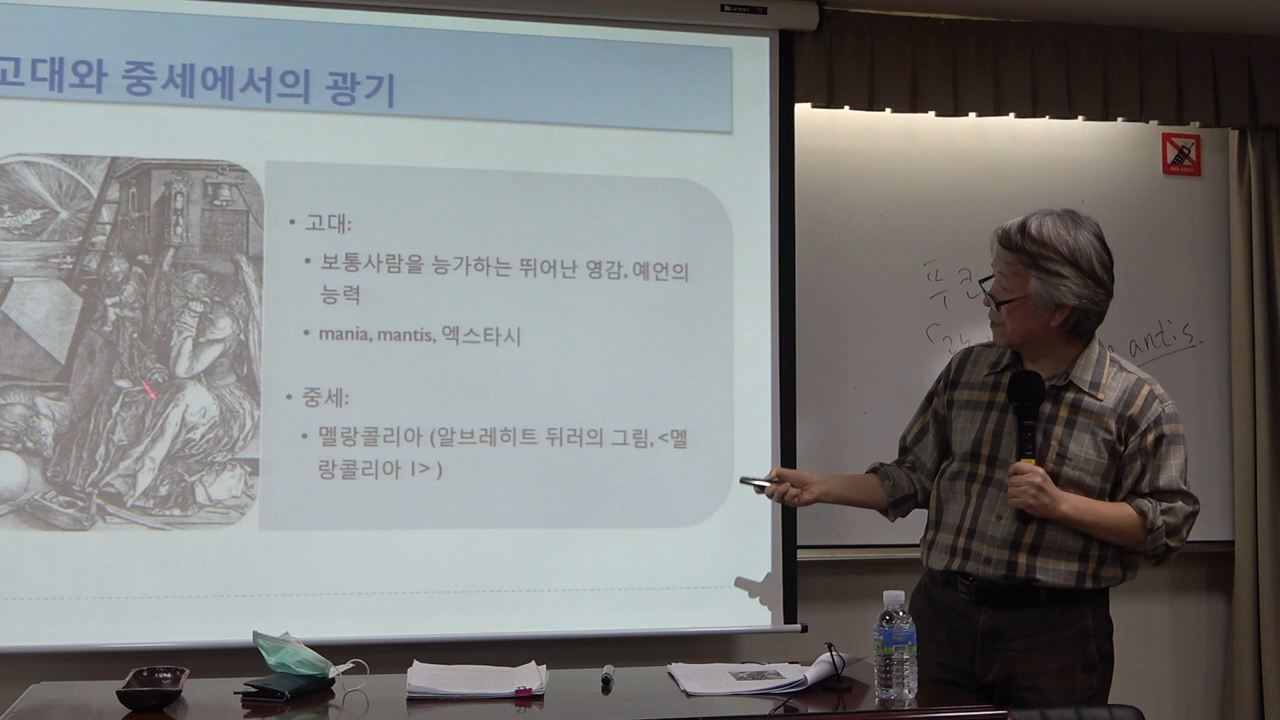 고대와 중세에서의 광기
• 고대:
• 보통사람을 능가하는 뛰어난 영감, 예언의
능력
• mania, mantis, 엑스타시
• 중세:
• 멜랑콜리아 (알브레히트 뒤러의 그림, <멜
랑콜리아 I> )
푸코
antis.